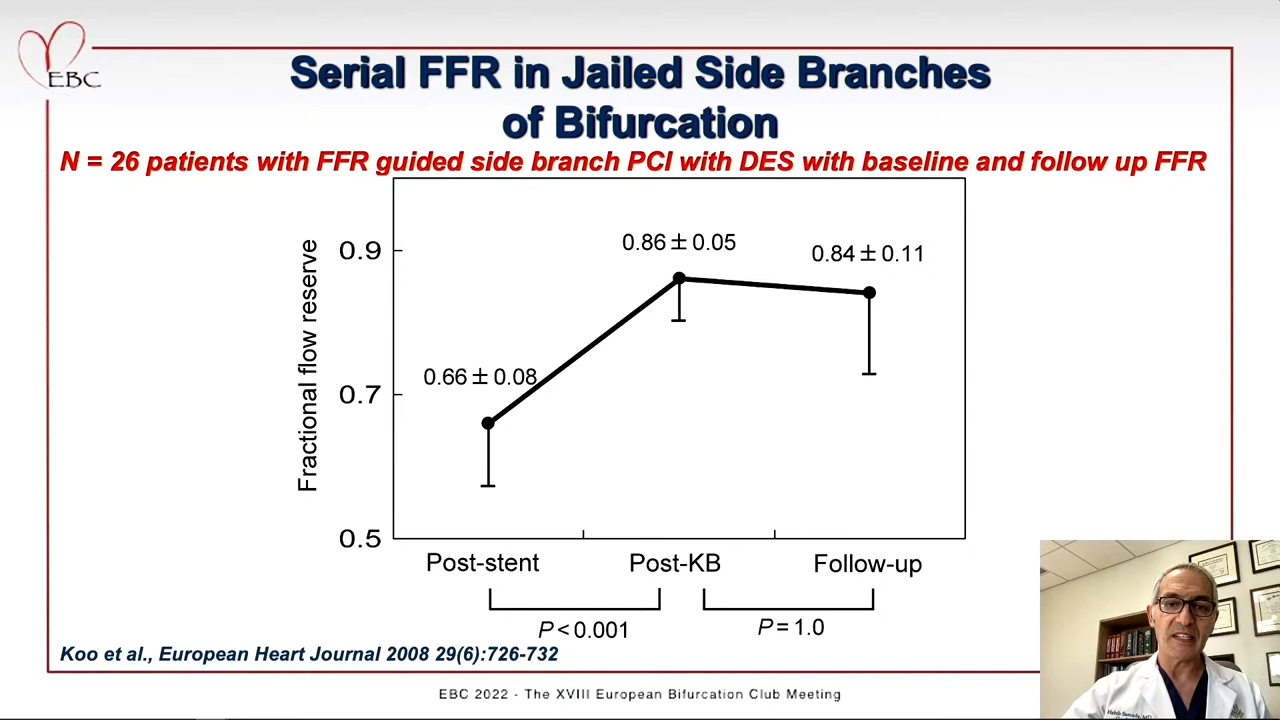 EBC
Serial FFR in Jailed Side Branches
of Bifurcation
N = 26 patients with FFR guided side branch PCI with DES with baseline and follow up FFR
Fractional flow reserve
0.9
0.7
0.5
0.66 ± 0.08
0.86 ± 0.05
0.84 ± 0.11
Post-stent
Post-KB
Follow-up
P < 0.001
P = 1.0
Koo et al., European Heart Journal 2008 29(6):726-732
EBC 2022 - The XVIII European Bifurcation Club Meeting
Habib Samady, MD